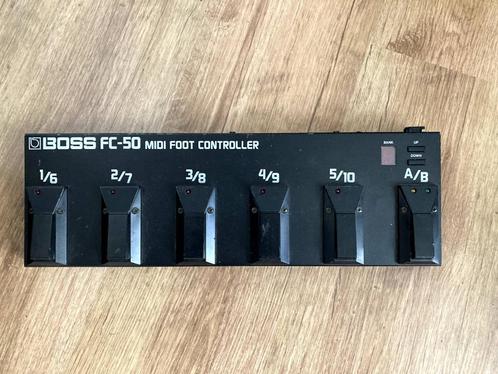 BOSS FC-50 MIDI FOOT CONTROLLER
BANK UP
DOWN
1/6 2/7 3/8 4/9 5/10 A/B